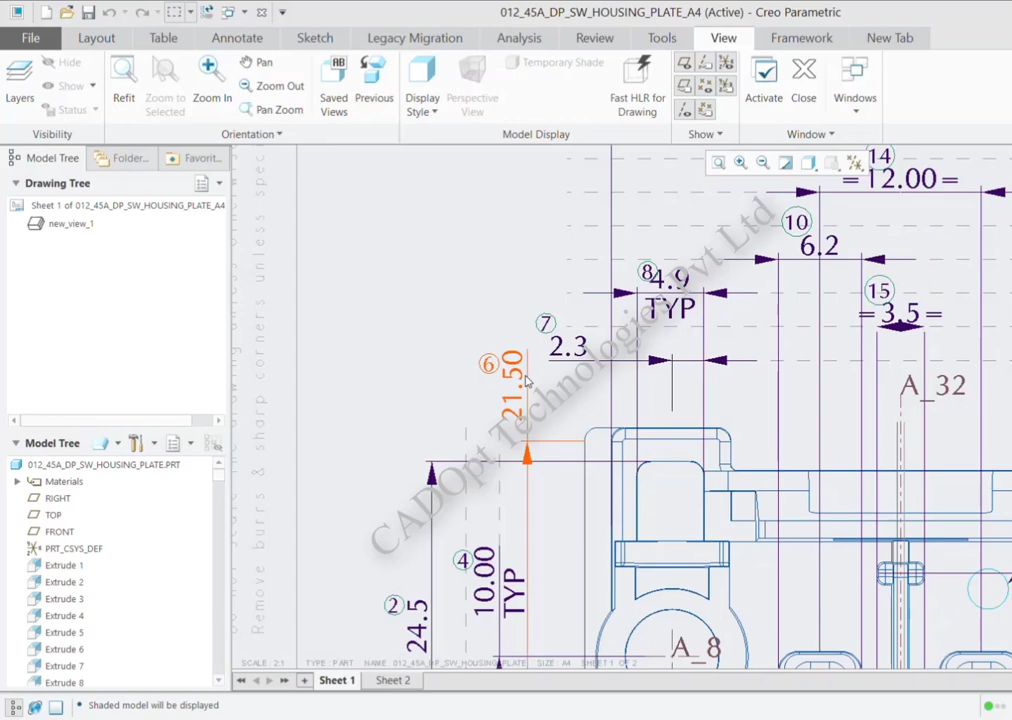 012_45A_DP_SW_HOUSING_PLATE_A4 (Active) - Creo Parametric
File Layout Table Annotate Sketch Legacy Migration Analysis Review Tools View Framework New Tab
Layers
Hide
Show
Status
Visibility
Refit
Zoom to Selected
Zoom In
Pan
Zoom Out
Pan Zoom
Saved Views
Previous
Orientation
Display Style
Perspective View
Temporary Shade
Fast HLR for Drawing
Model Display
Show
Activate
Close
Windows
Window
Model Tree Folder... Favorit...
Drawing Tree
Sheet 1 of 012_45A_DP_SW_HOUSING_PLATE_A4
new_view_1
Model Tree
012_45A_DP_SW_HOUSING_PLATE.PRT
Materials
RIGHT
TOP
FRONT
PRT_CSYS_DEF
Extrude 1
Extrude 2
Extrude 3
Extrude 4
Extrude 5
Extrude 6
Extrude 7
Extrude 8
Remove burrs & sharp corners unless spec
14
=12.00=
10
6.2
8
4.9
TYP
15
=3.5=
7
2.3
6
21.50
A_32
4
10.00
TYP
2
24.5
A_8
CADOpt Technologies Pvt Ltd
SCALE: 2:1 TYPE: PART NAME: 012_45A_DP_SW_HOUSING_PLATE SIZE: A4 SHEET 1 OF 2
Sheet 1 Sheet 2
Shaded model will be displayed